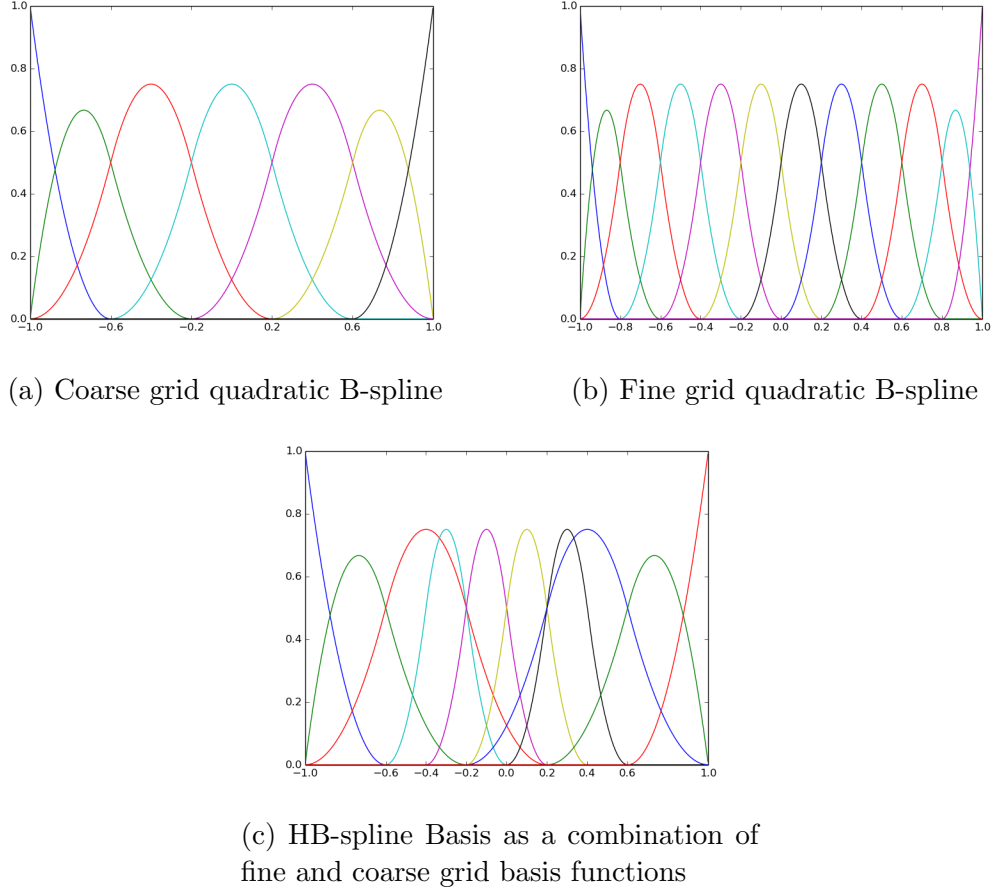 1.0
0.8
0.6
0.4
0.2
0.0
−1.0 −0.6 −0.2 0.2 0.6 1.0
(a) Coarse grid quadratic B-spline
1.0
0.8
0.6
0.4
0.2
0.0
−1.0 −0.8 −0.6 −0.4 −0.2 0.0 0.2 0.4 0.6 0.8 1.0
(b) Fine grid quadratic B-spline
1.0
0.8
0.6
0.4
0.2
0.0
−1.0 −0.6 −0.4 −0.2 0.0 0.2 0.4 0.6 1.0
(c) HB-spline Basis as a combination of
fine and coarse grid basis functions